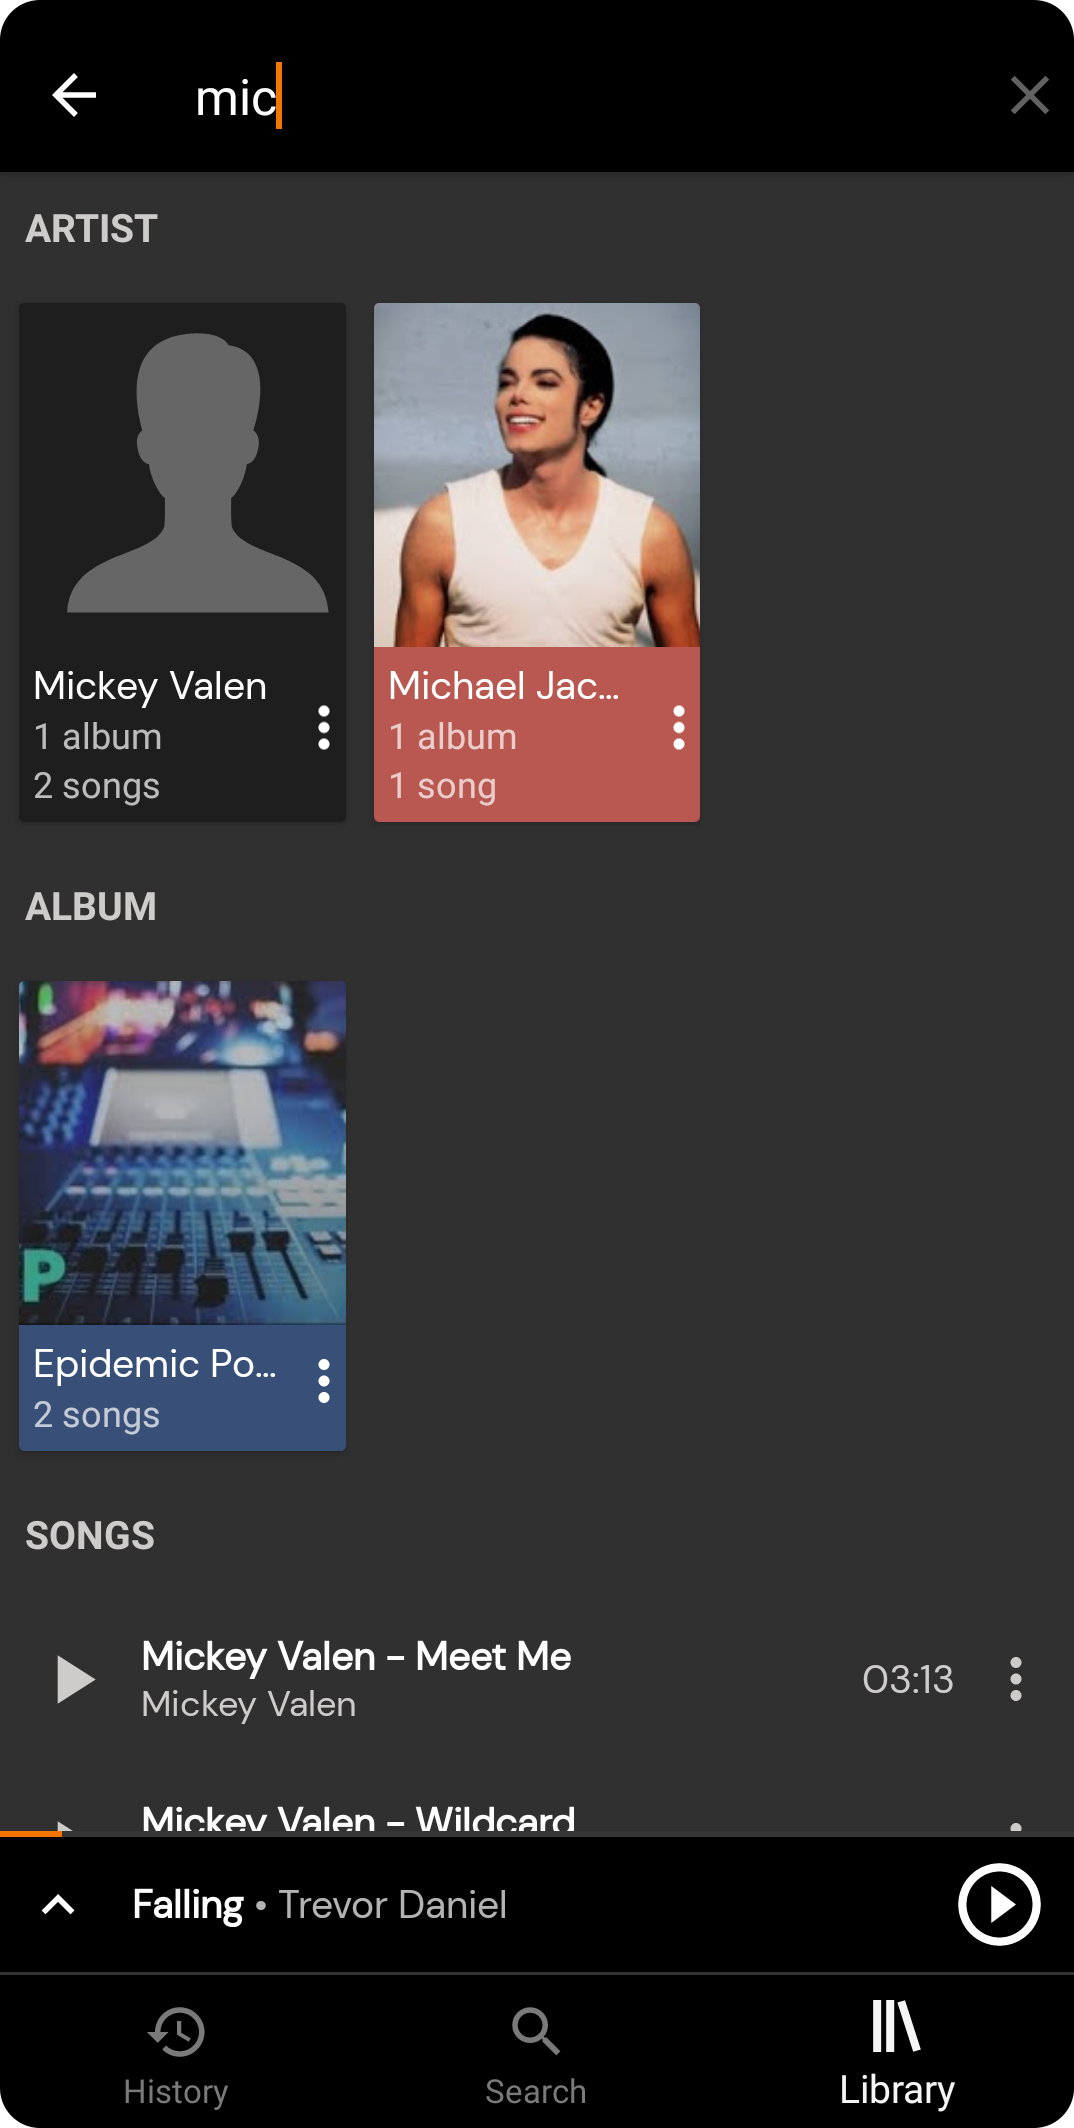 mic
ARTIST
Mickey Valen
1 album
2 songs
Michael Jac...
1 album
1 song
ALBUM
P
Epidemic Po...
2 songs
SONGS
Mickey Valen - Meet Me
Mickey Valen
03:13
Mickey Valen - Wildcard
Falling • Trevor Daniel
History
Search
Library